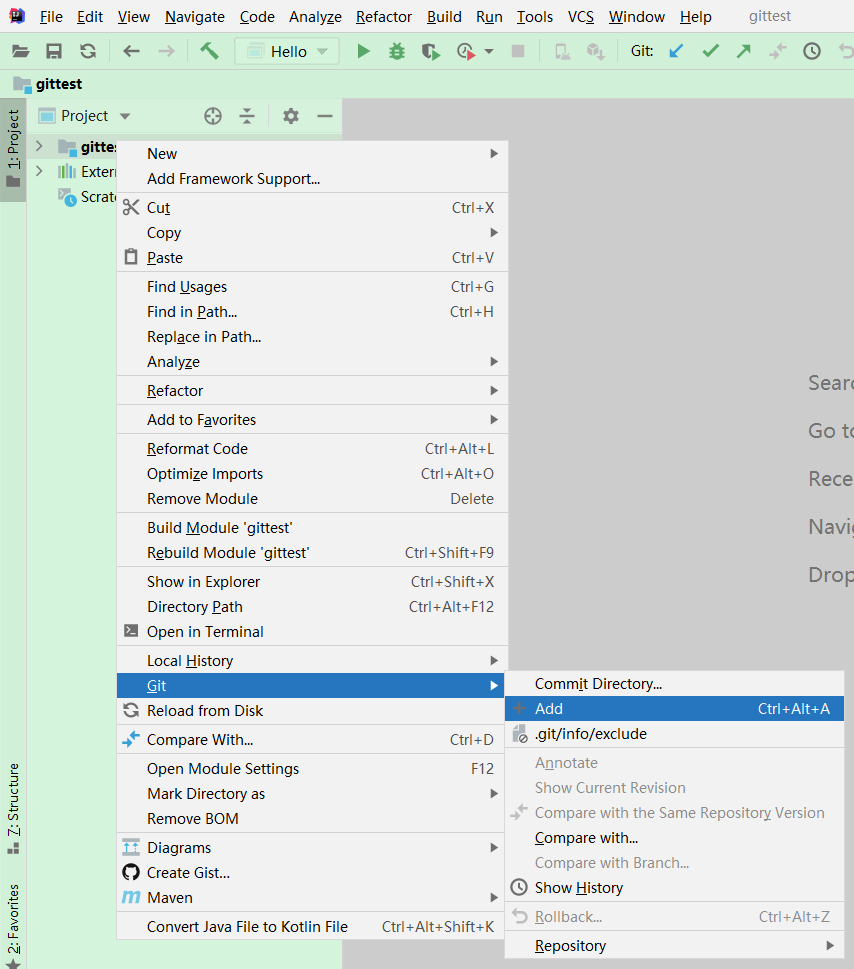 File Edit View Navigate Code Analyze Refactor Build Run Tools VCS Window Help gittest
Hello Git:
gittest
1: Project
Project
gittes
Extern
Scratc
New
Add Framework Support...
Cut Ctrl+X
Copy
Paste Ctrl+V
Find Usages Ctrl+G
Find in Path... Ctrl+H
Replace in Path...
Analyze
Refactor
Add to Favorites
Reformat Code Ctrl+Alt+L
Optimize Imports Ctrl+Alt+O
Remove Module Delete
Build Module 'gittest'
Rebuild Module 'gittest' Ctrl+Shift+F9
Show in Explorer Ctrl+Shift+X
Directory Path Ctrl+Alt+F12
Open in Terminal
Local History
Git
Reload from Disk
Compare With... Ctrl+D
Open Module Settings F12
Mark Directory as
Remove BOM
Diagrams
Create Gist...
Maven
Convert Java File to Kotlin File Ctrl+Alt+Shift+K
Commit Directory...
Add Ctrl+Alt+A
.git/info/exclude
Annotate
Show Current Revision
Compare with the Same Repository Version
Compare with...
Compare with Branch...
Show History
Rollback... Ctrl+Alt+Z
Repository
Searc
Go to
Rece
Navig
Drop
7: Structure
2: Favorites